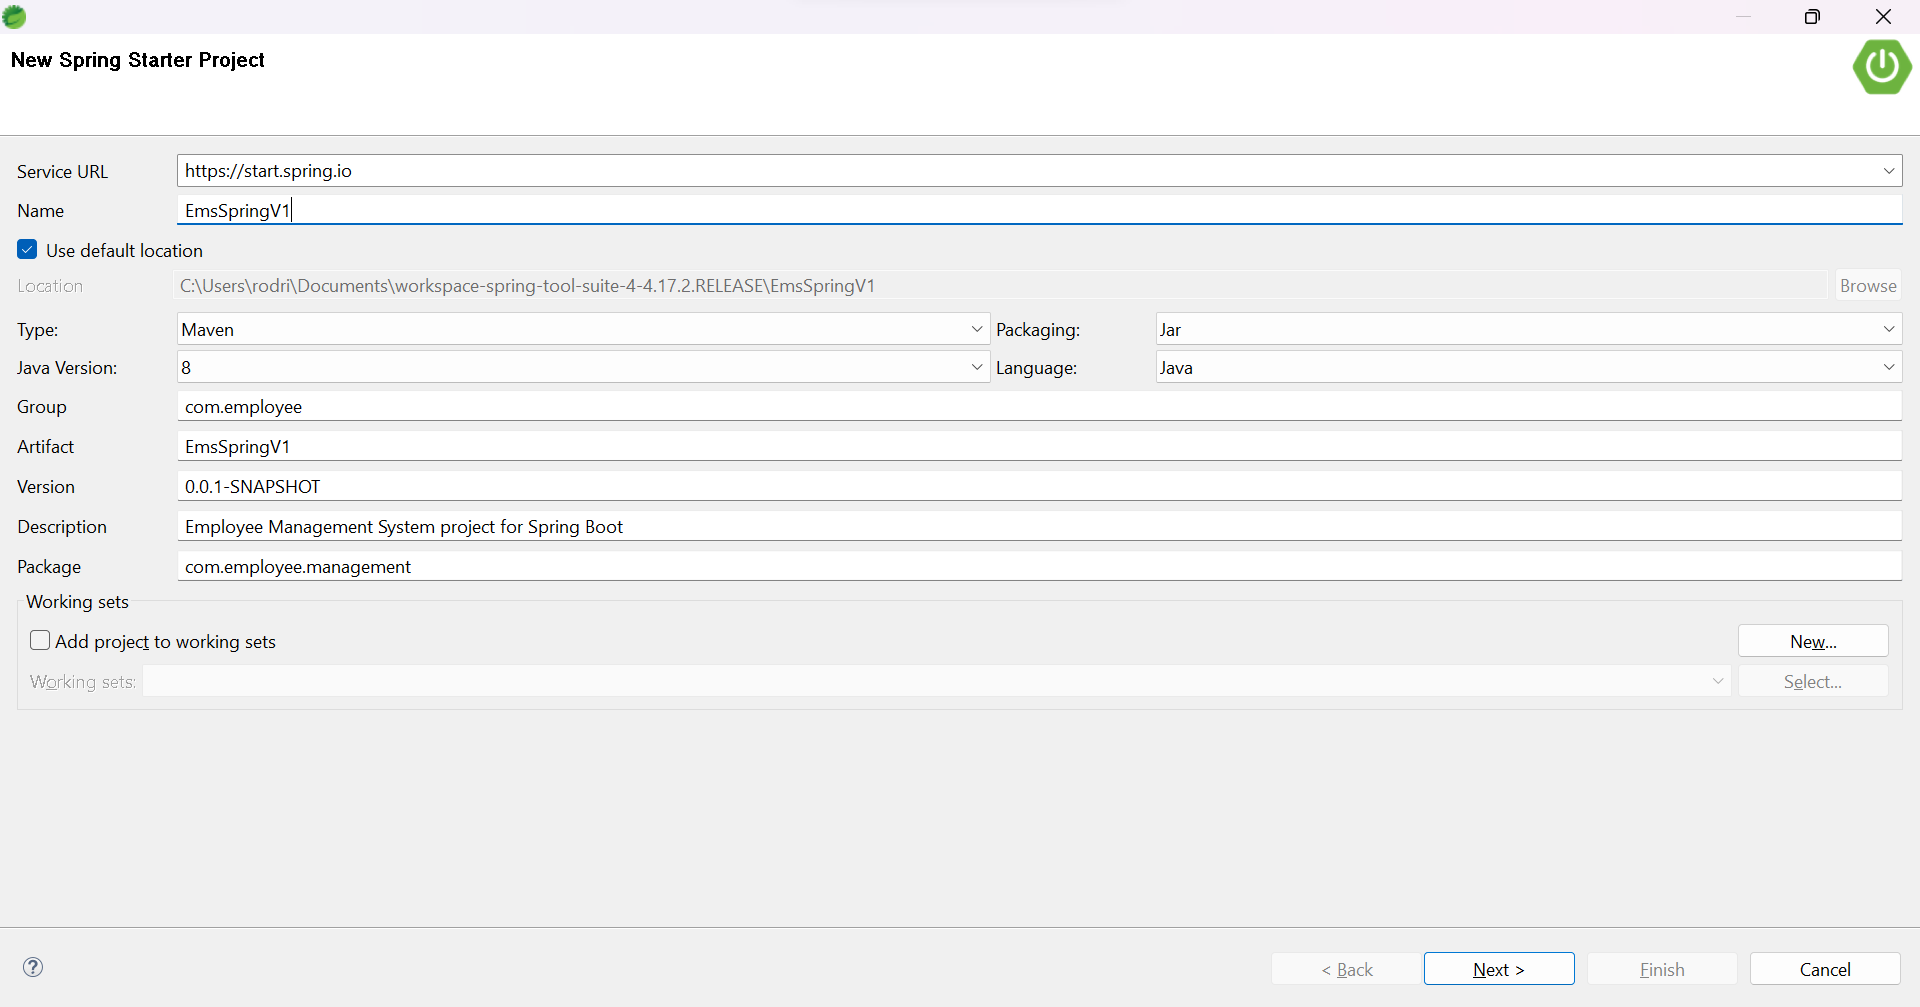 New Spring Starter Project
Service URL https://start.spring.io
Name EmsSpringV1
Use default location
Location C:\Users\rodri\Documents\workspace-spring-tool-suite-4-4.17.2.RELEASE\EmsSpringV1 Browse
Type: Maven Packaging: Jar
Java Version: 8 Language: Java
Group com.employee
Artifact EmsSpringV1
Version 0.0.1-SNAPSHOT
Description Employee Management System project for Spring Boot
Package com.employee.management
Working sets
Add project to working sets New...
Working sets: Select...
? < Back Next > Finish Cancel